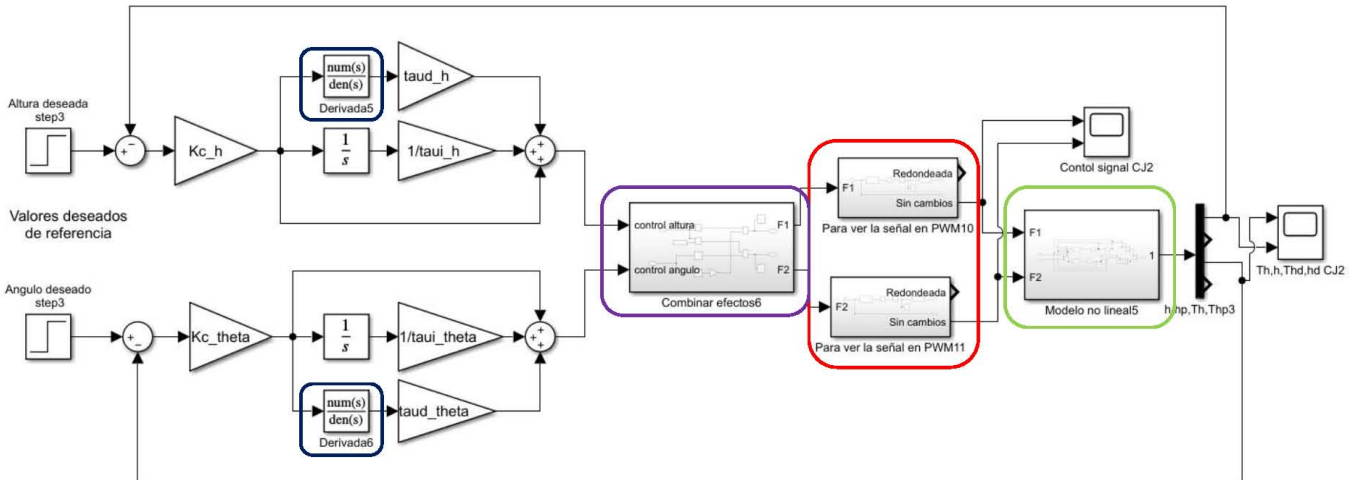 Altura deseada
step3
Kc_h
num(s)
den(s)
Derivada5
taud_h
1
s
1/taui_h
Valores deseados
de referencia
Angulo deseado
step3
Kc_theta
1
s
1/taui_theta
num(s)
den(s)
Derivada6
taud_theta
control altura
control angulo
F1
F2
Combinar efectos6
F1
Redondeada
Sin cambios
Para ver la señal en PWM10
F2
Redondeada
Sin cambios
Para ver la señal en PWM11
Contol signal CJ2
F1
F2
1
Modelo no lineal5
h,hp,Th,Thp3
Th,h,Thd,hd CJ2